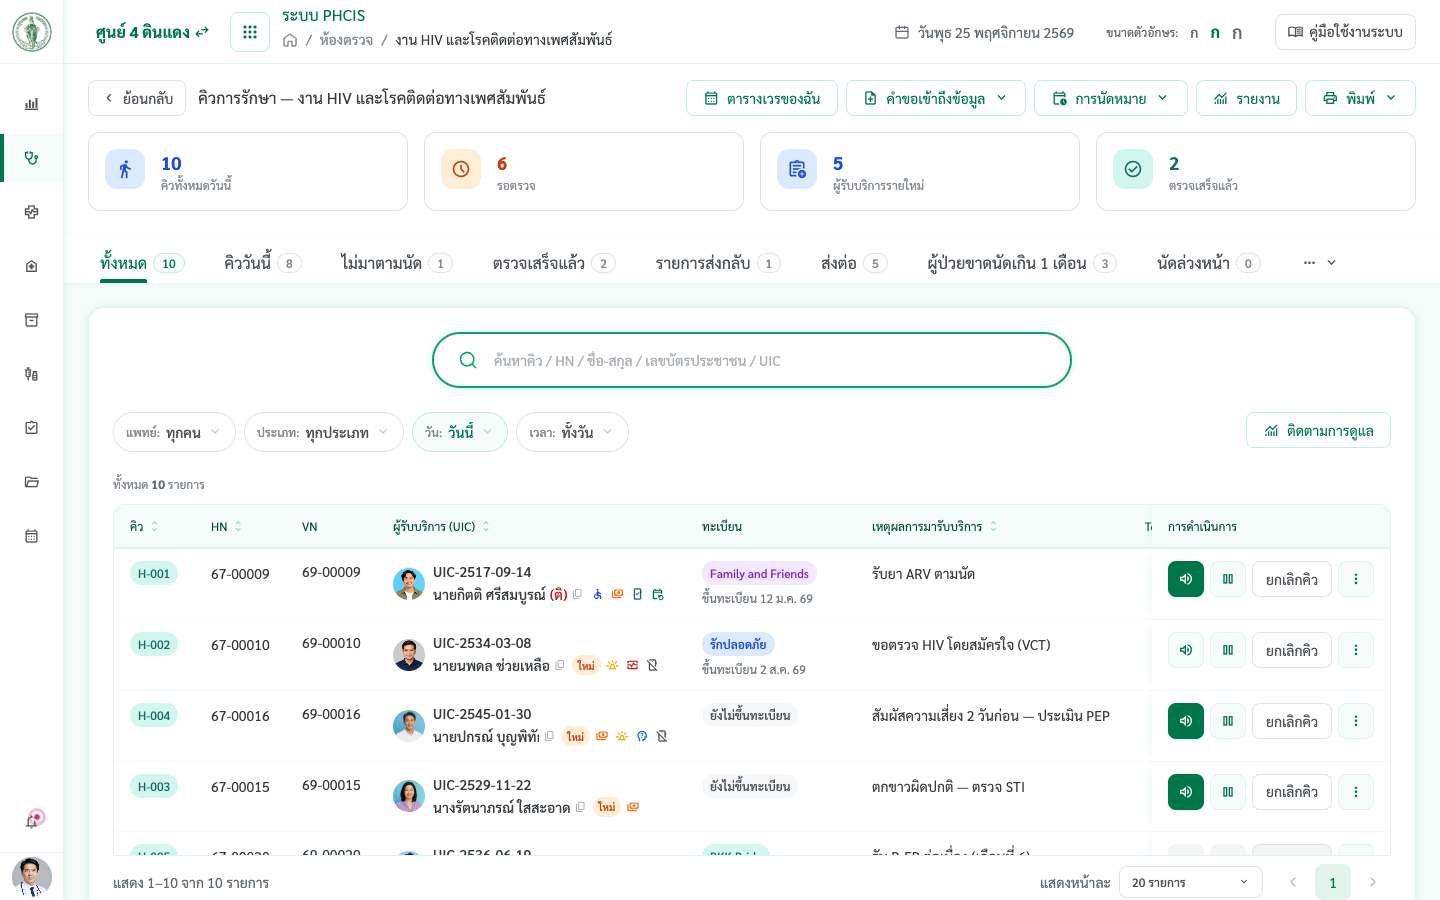 ศูนย์ 4 ดินแดง
ระบบ PHCIS
/ ห้องตรวจ / งาน HIV และโรคติดต่อทางเพศสัมพันธ์
วันพุธ 25 พฤศจิกายน 2569
ขนาดตัวอักษร: ก ก ก
คู่มือใช้งานระบบ
ย้อนกลับ
คิวการรักษา — งาน HIV และโรคติดต่อทางเพศสัมพันธ์
ตารางเวรของฉัน
คำขอเข้าถึงข้อมูล
การนัดหมาย
รายงาน
พิมพ์
10
คิวทั้งหมดวันนี้
6
รอตรวจ
5
ผู้รับบริการรายใหม่
2
ตรวจเสร็จแล้ว
ทั้งหมด 10
คิววันนี้ 8
ไม่มาตามนัด 1
ตรวจเสร็จแล้ว 2
รายการส่งกลับ 1
ส่งต่อ 5
ผู้ป่วยขาดนัดเกิน 1 เดือน 3
นัดล่วงหน้า 0
ค้นหาคิว / HN / ชื่อ-สกุล / เลขบัตรประชาชน / UIC
แพทย์: ทุกคน
ประเภท: ทุกประเภท
วัน: วันนี้
เวลา: ทั้งวัน
ติดตามการดูแล
ทั้งหมด 10 รายการ
คิว HN VN ผู้รับบริการ (UIC) ทะเบียน เหตุผลการมารับบริการ การดำเนินการ
H-001 67-00009 69-00009 UIC-2517-09-14 Family and Friends รับยา ARV ตามนัด ยกเลิกคิว
นายกิตติ ศรีสมบูรณ์ (ติ) ขึ้นทะเบียน 12 ม.ค. 69
H-002 67-00010 69-00010 UIC-2534-03-08 รักปลอดภัย ขอตรวจ HIV โดยสมัครใจ (VCT) ยกเลิกคิว
นายนพดล ช่วยเหลือ ใหม่ ขึ้นทะเบียน 2 ส.ค. 69
H-004 67-00016 69-00016 UIC-2545-01-30 ยังไม่ขึ้นทะเบียน สัมผัสความเสี่ยง 2 วันก่อน — ประเมิน PEP ยกเลิกคิว
นายปกรณ์ ใหม่
H-003 67-00015 69-00015 UIC-2529-11-22 ยังไม่ขึ้นทะเบียน ตกขาวผิดปกติ — ตรวจ STI ยกเลิกคิว
นางรัตนาภรณ์ ใสสะอาด ใหม่
แสดง 1–10 จาก 10 รายการ
แสดงหน้าละ 20 รายการ 1